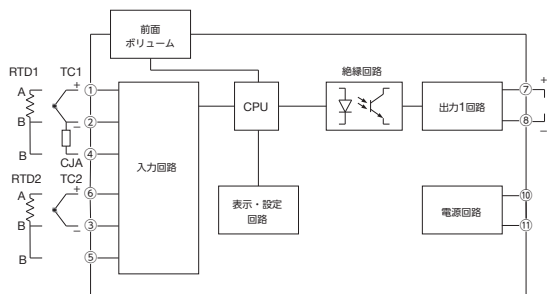 前面
ボリューム
RTD1 TC1
絶縁回路
A
+
①
⑦
+
B
②
CPU
出力1回路
−
⑧
−
B
④
CJA
入力回路
RTD2 TC2
+
⑥
A
表示・設定
回路
⑩
B
③
電源回路
−
⑪
B
⑤